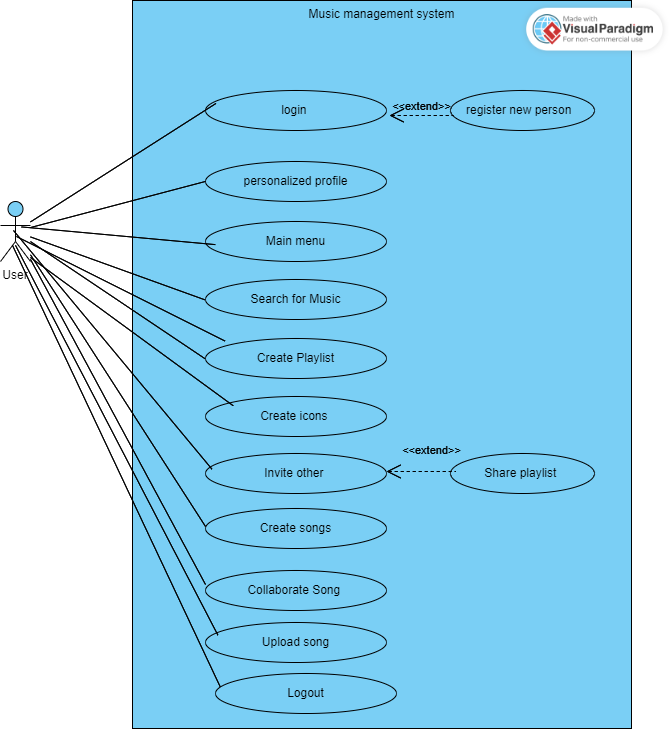 Music management system
Made with
Visual Paradigm
For non-commercial use
login
<<extend>>
register new person
personalized profile
Main menu
User
Search for Music
Create Playlist
Create icons
<<extend>>
Invite other
Share playlist
Create songs
Collaborate Song
Upload song
Logout